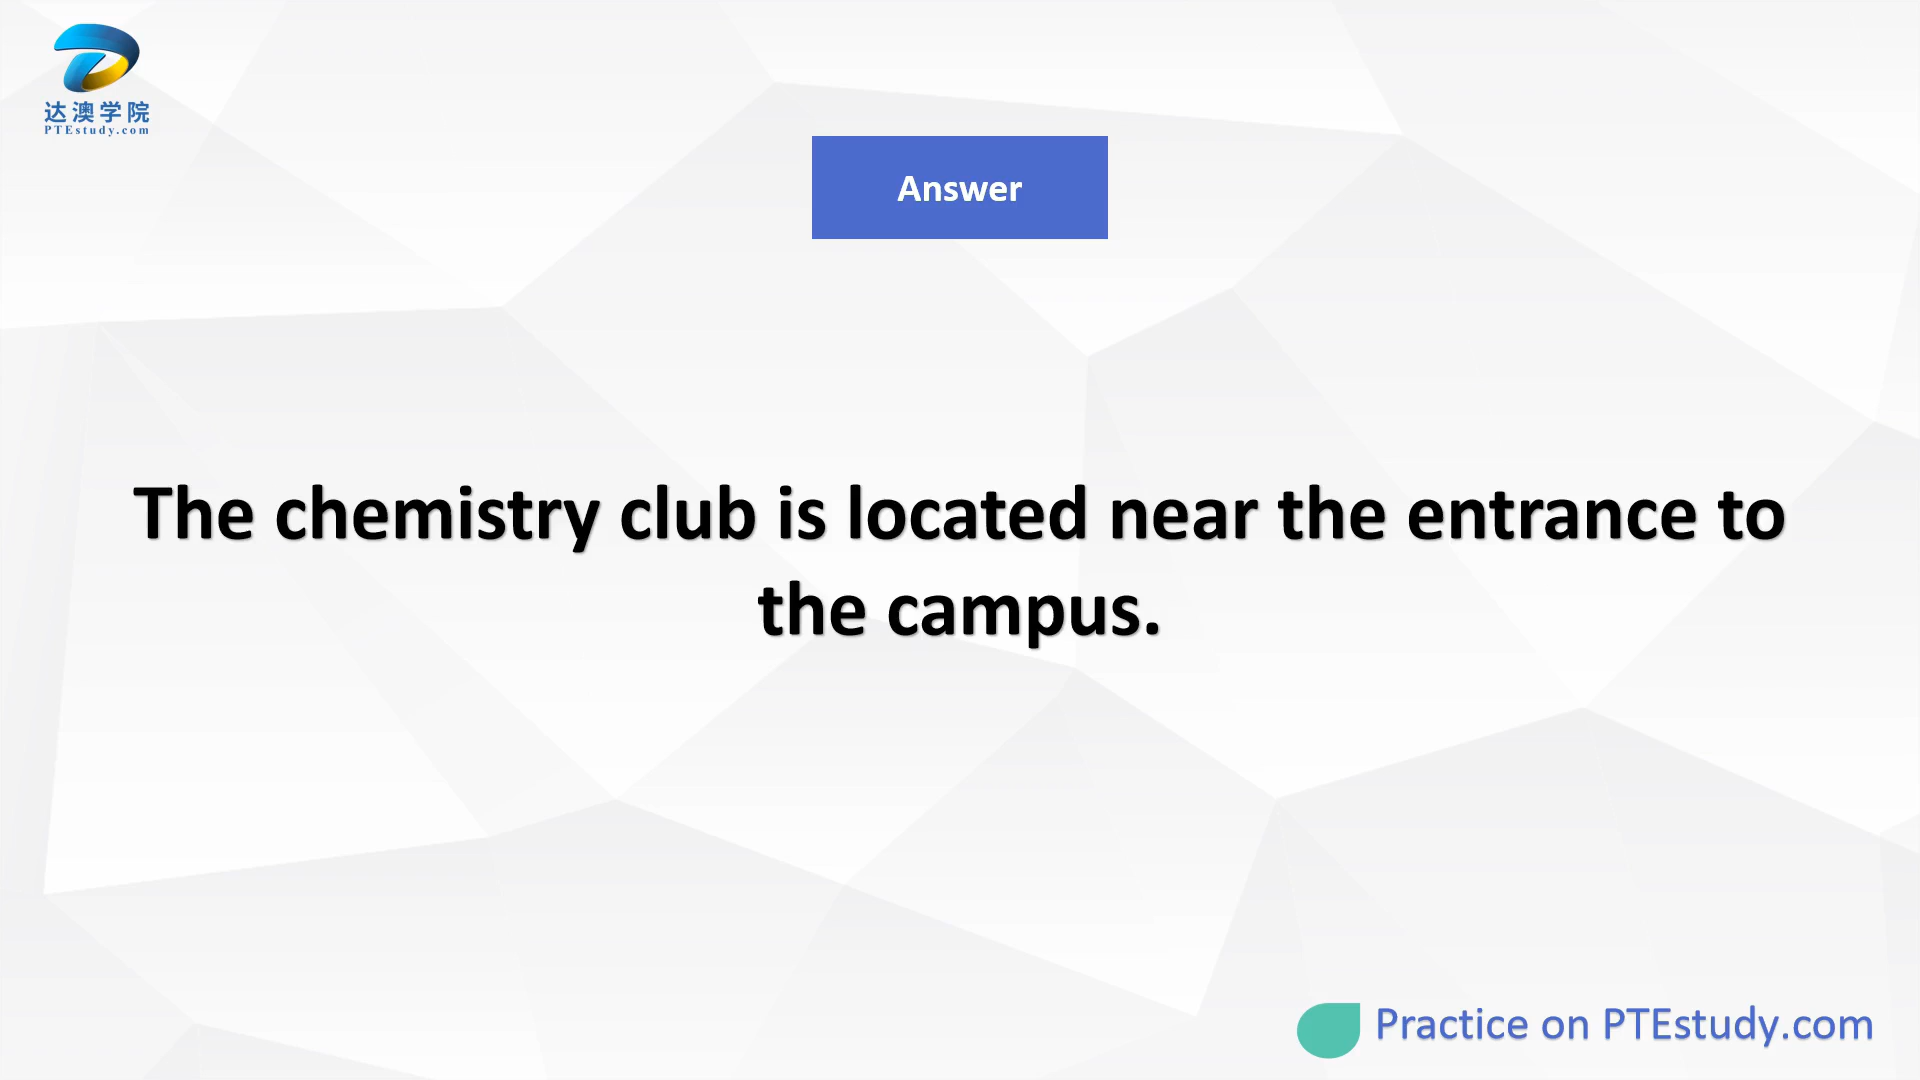 达澳学院
PTEstudy.com
Answer
The chemistry club is located near the entrance to
the campus.
Practice on PTEstudy.com